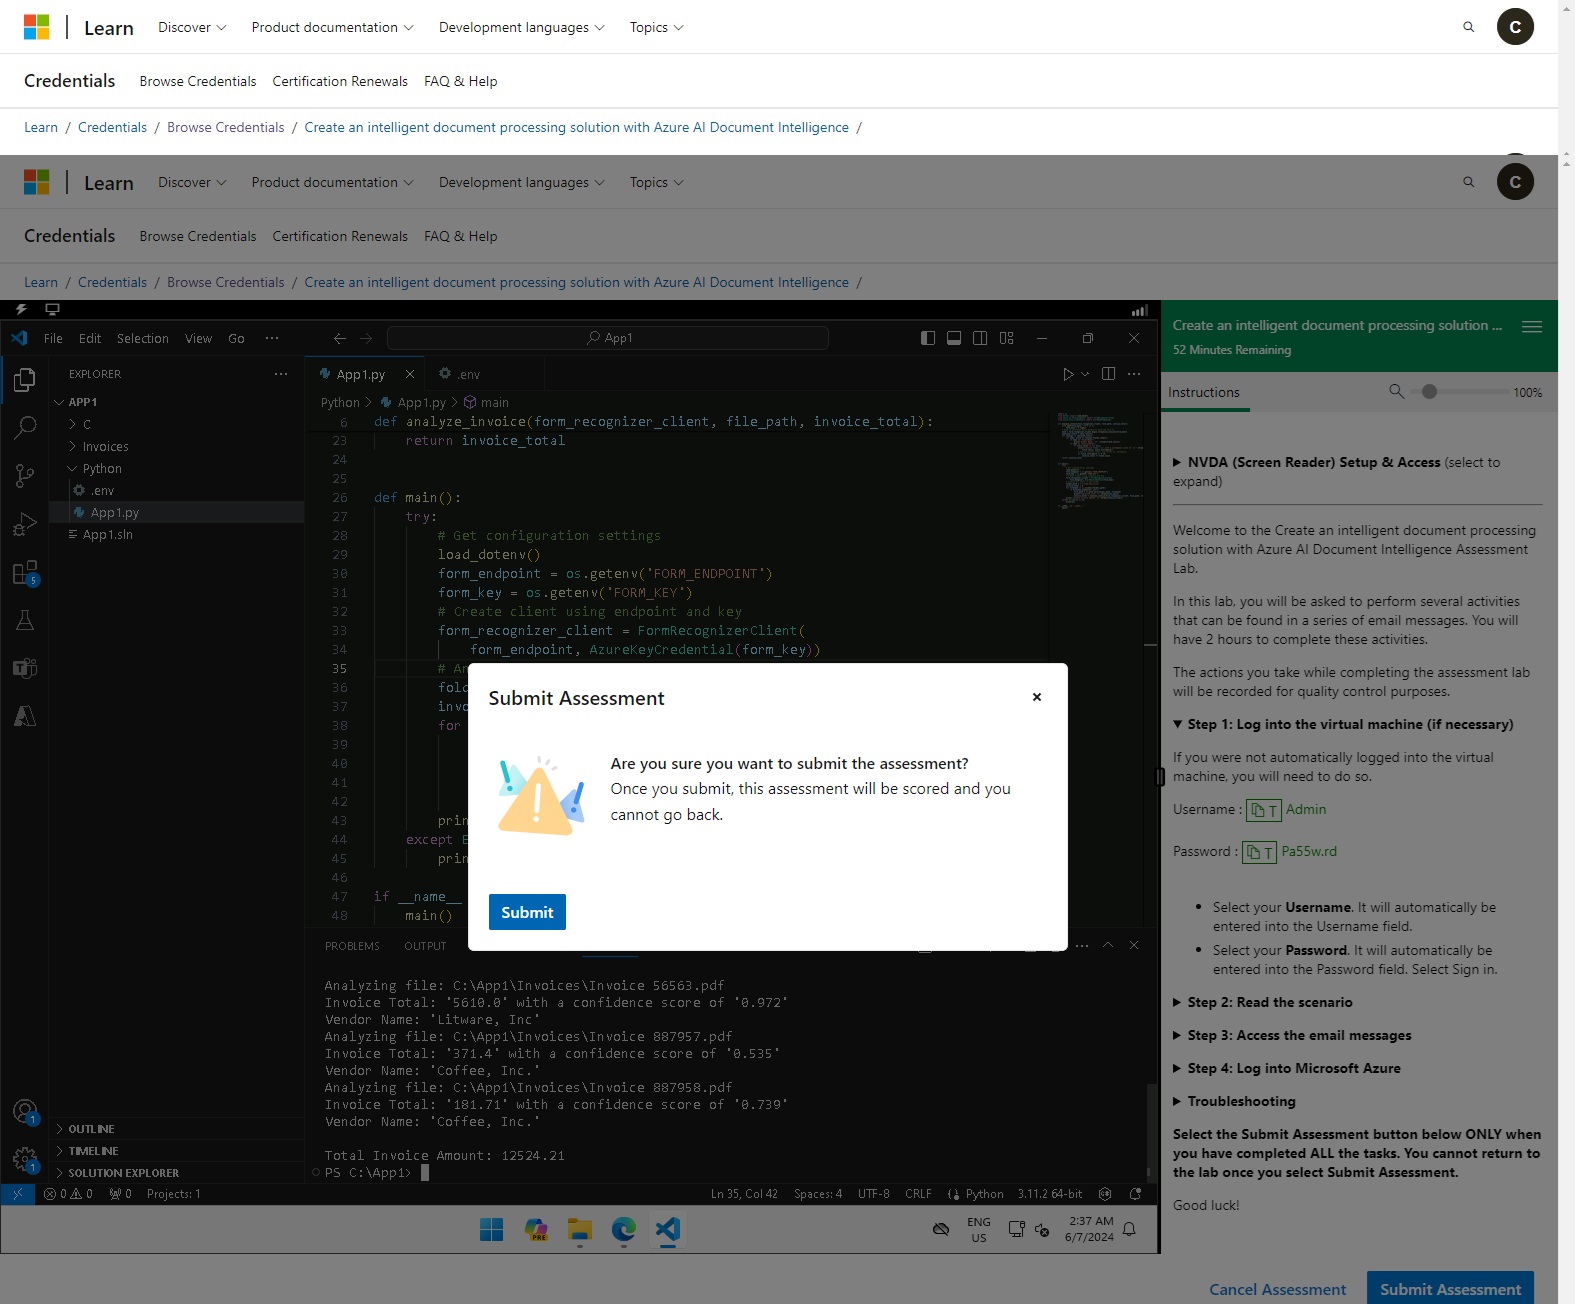 Learn Discover Product documentation Development languages Topics C
Credentials Browse Credentials Certification Renewals FAQ & Help
Learn / Credentials / Browse Credentials / Create an intelligent document processing solution with Azure AI Document Intelligence /
Learn Discover Product documentation Development languages Topics C
Credentials Browse Credentials Certification Renewals FAQ & Help
Learn / Credentials / Browse Credentials / Create an intelligent document processing solution with Azure AI Document Intelligence /
File Edit Selection View Go ··· App1
EXPLORER ···
APP1
C
Invoices
Python
.env
App1.py
App1.sln
5
1
1
OUTLINE
TIMELINE
SOLUTION EXPLORER
App1.py × .env
Python > App1.py > main
6 def analyze_invoice(form_recognizer_client, file_path, invoice_total):
23 return invoice_total
24
25
26 def main():
27 try:
28 # Get configuration settings
29 load_dotenv()
30 form_endpoint = os.getenv('FORM_ENDPOINT')
31 form_key = os.getenv('FORM_KEY')
32 # Create client using endpoint and key
33 form_recognizer_client = FormRecognizerClient(
34 form_endpoint, AzureKeyCredential(form_key))
35 # An
36 fold
37 invo
38 for
39
40
41
42
43 prin
44 except E
45 prin
46
47 if __name__
48 main()
Submit Assessment ×
Are you sure you want to submit the assessment?
Once you submit, this assessment will be scored and you
cannot go back.
Submit
PROBLEMS OUTPUT
Analyzing file: C:\App1\Invoices\Invoice 56563.pdf
Invoice Total: '5610.0' with a confidence score of '0.972'
Vendor Name: 'Litware, Inc'
Analyzing file: C:\App1\Invoices\Invoice 887957.pdf
Invoice Total: '371.4' with a confidence score of '0.535'
Vendor Name: 'Coffee, Inc.'
Analyzing file: C:\App1\Invoices\Invoice 887958.pdf
Invoice Total: '181.71' with a confidence score of '0.739'
Vendor Name: 'Coffee, Inc.'
Total Invoice Amount: 12524.21
PS C:\App1>
0 0 0 Projects: 1 Ln 35, Col 42 Spaces: 4 UTF-8 CRLF Python 3.11.2 64-bit
PRE
ENG
US
2:37 AM
6/7/2024
Create an intelligent document processing solution ...
52 Minutes Remaining
Instructions 100%
NVDA (Screen Reader) Setup & Access (select to
expand)
Welcome to the Create an intelligent document processing
solution with Azure AI Document Intelligence Assessment
Lab.
In this lab, you will be asked to perform several activities
that can be found in a series of email messages. You will
have 2 hours to complete these activities.
The actions you take while completing the assessment lab
will be recorded for quality control purposes.
Step 1: Log into the virtual machine (if necessary)
If you were not automatically logged into the virtual
machine, you will need to do so.
Username : T Admin
Password : T Pa55w.rd
• Select your Username. It will automatically be
entered into the Username field.
• Select your Password. It will automatically be
entered into the Password field. Select Sign in.
Step 2: Read the scenario
Step 3: Access the email messages
Step 4: Log into Microsoft Azure
Troubleshooting
Select the Submit Assessment button below ONLY when
you have completed ALL the tasks. You cannot return to
the lab once you select Submit Assessment.
Good luck!
Cancel Assessment Submit Assessment